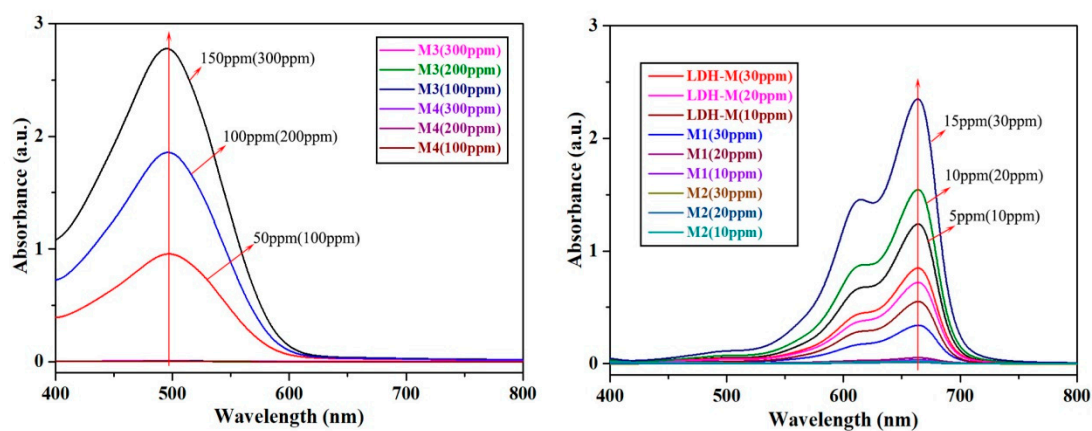 3
2
1
0
400
500
600
700
800
Absorbance (a.u.)
Wavelength (nm)
150ppm(300ppm)
100ppm(200ppm)
50ppm(100ppm)
M3(300ppm)
M3(200ppm)
M3(100ppm)
M4(300ppm)
M4(200ppm)
M4(100ppm)
3
2
1
0
400
500
600
700
800
Absorbance (a.u.)
Wavelength (nm)
LDH-M(30ppm)
LDH-M(20ppm)
LDH-M(10ppm)
M1(30ppm)
M1(20ppm)
M1(10ppm)
M2(30ppm)
M2(20ppm)
M2(10ppm)
15ppm(30ppm)
10ppm(20ppm)
5ppm(10ppm)